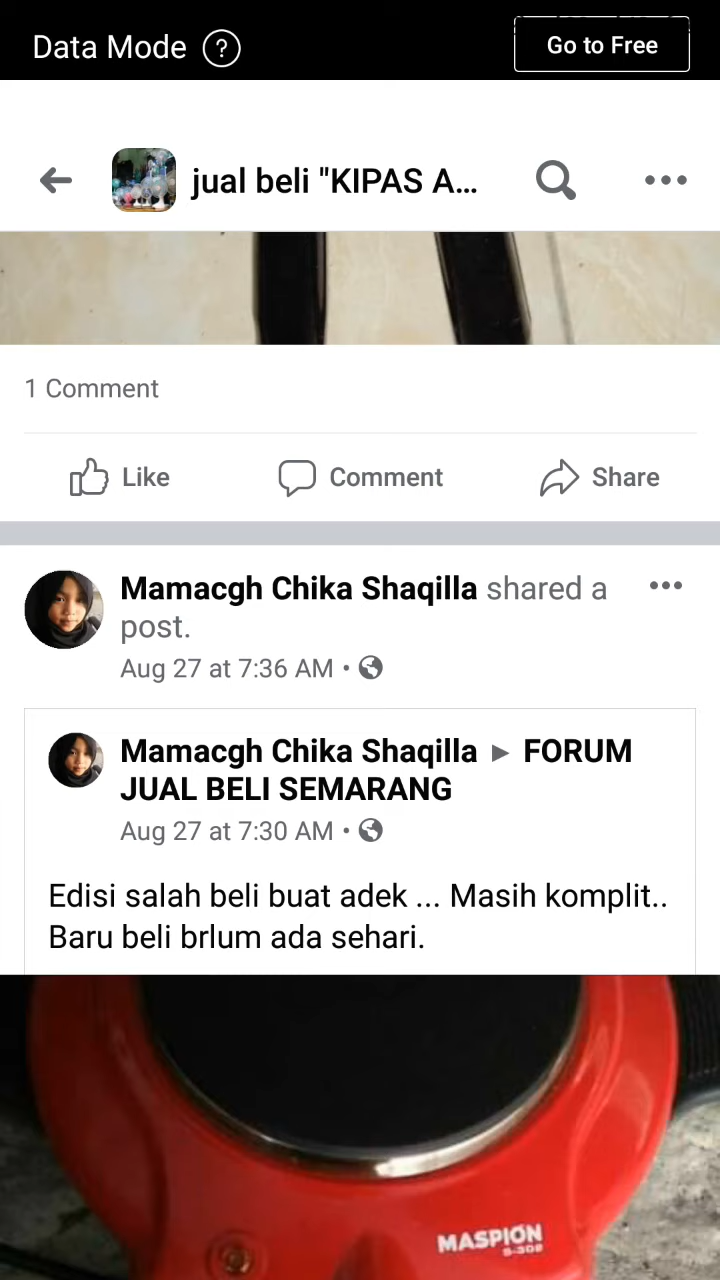 Data Mode ?
Go to Free
jual beli "KIPAS A...
1 Comment
Like
Comment
Share
Mamacgh Chika Shaqilla shared a
post.
Aug 27 at 7:36 AM •
Mamacgh Chika Shaqilla ► FORUM
JUAL BELI SEMARANG
Aug 27 at 7:30 AM •
Edisi salah beli buat adek ... Masih komplit..
Baru beli brlum ada sehari.
MASPION
S-302